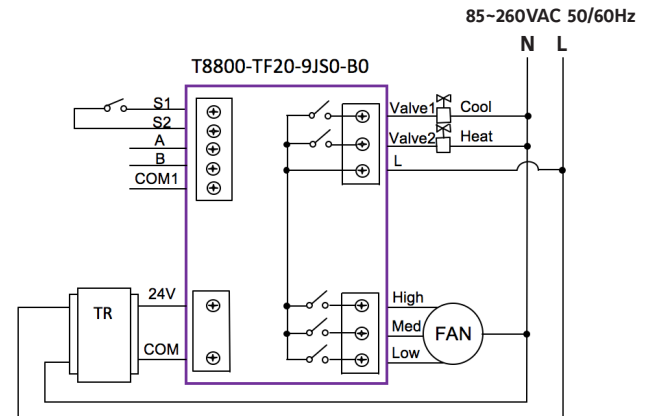 85~260VAC 50/60Hz
N L
T8800-TF20-9JS0-B0
S1
S2
A
B
COM1
Valve1 Cool
Valve2 Heat
L
TR
24V
COM
High
Med
Low
FAN